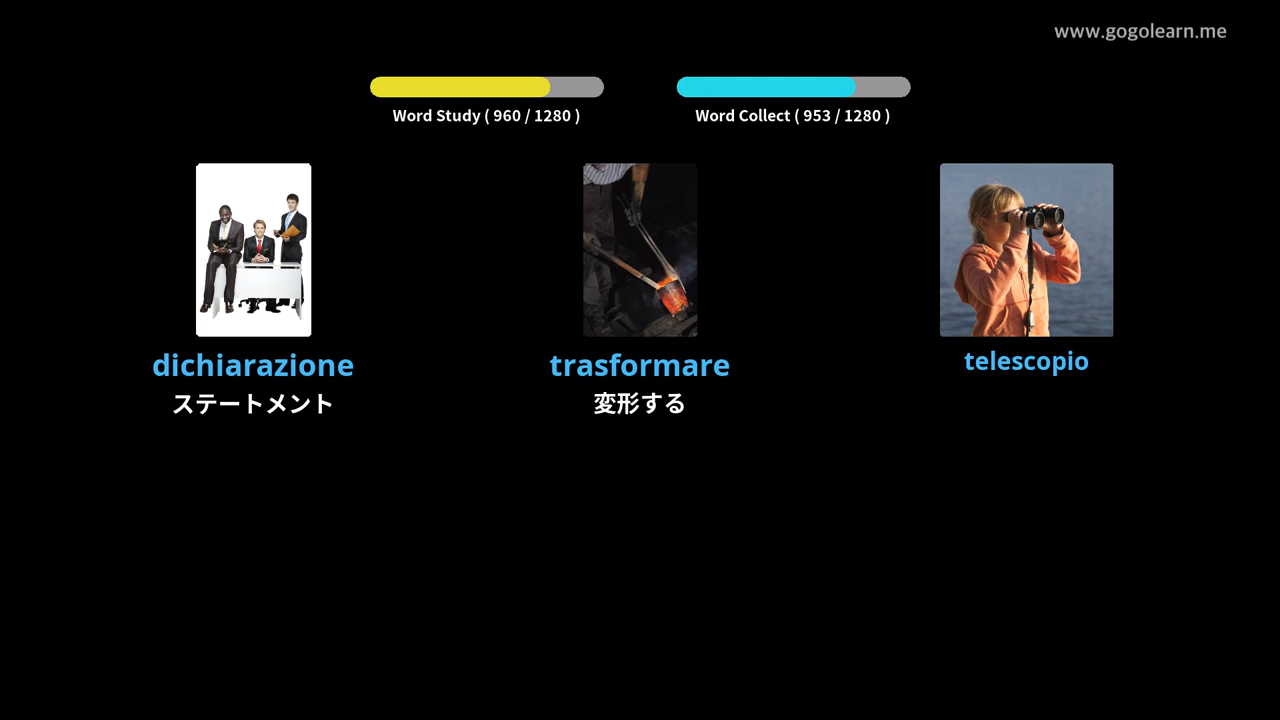 www.gogolearn.me
Word Study ( 960 / 1280 )
Word Collect ( 953 / 1280 )
dichiarazione
trasformare
telescopio
ステートメント
変形する